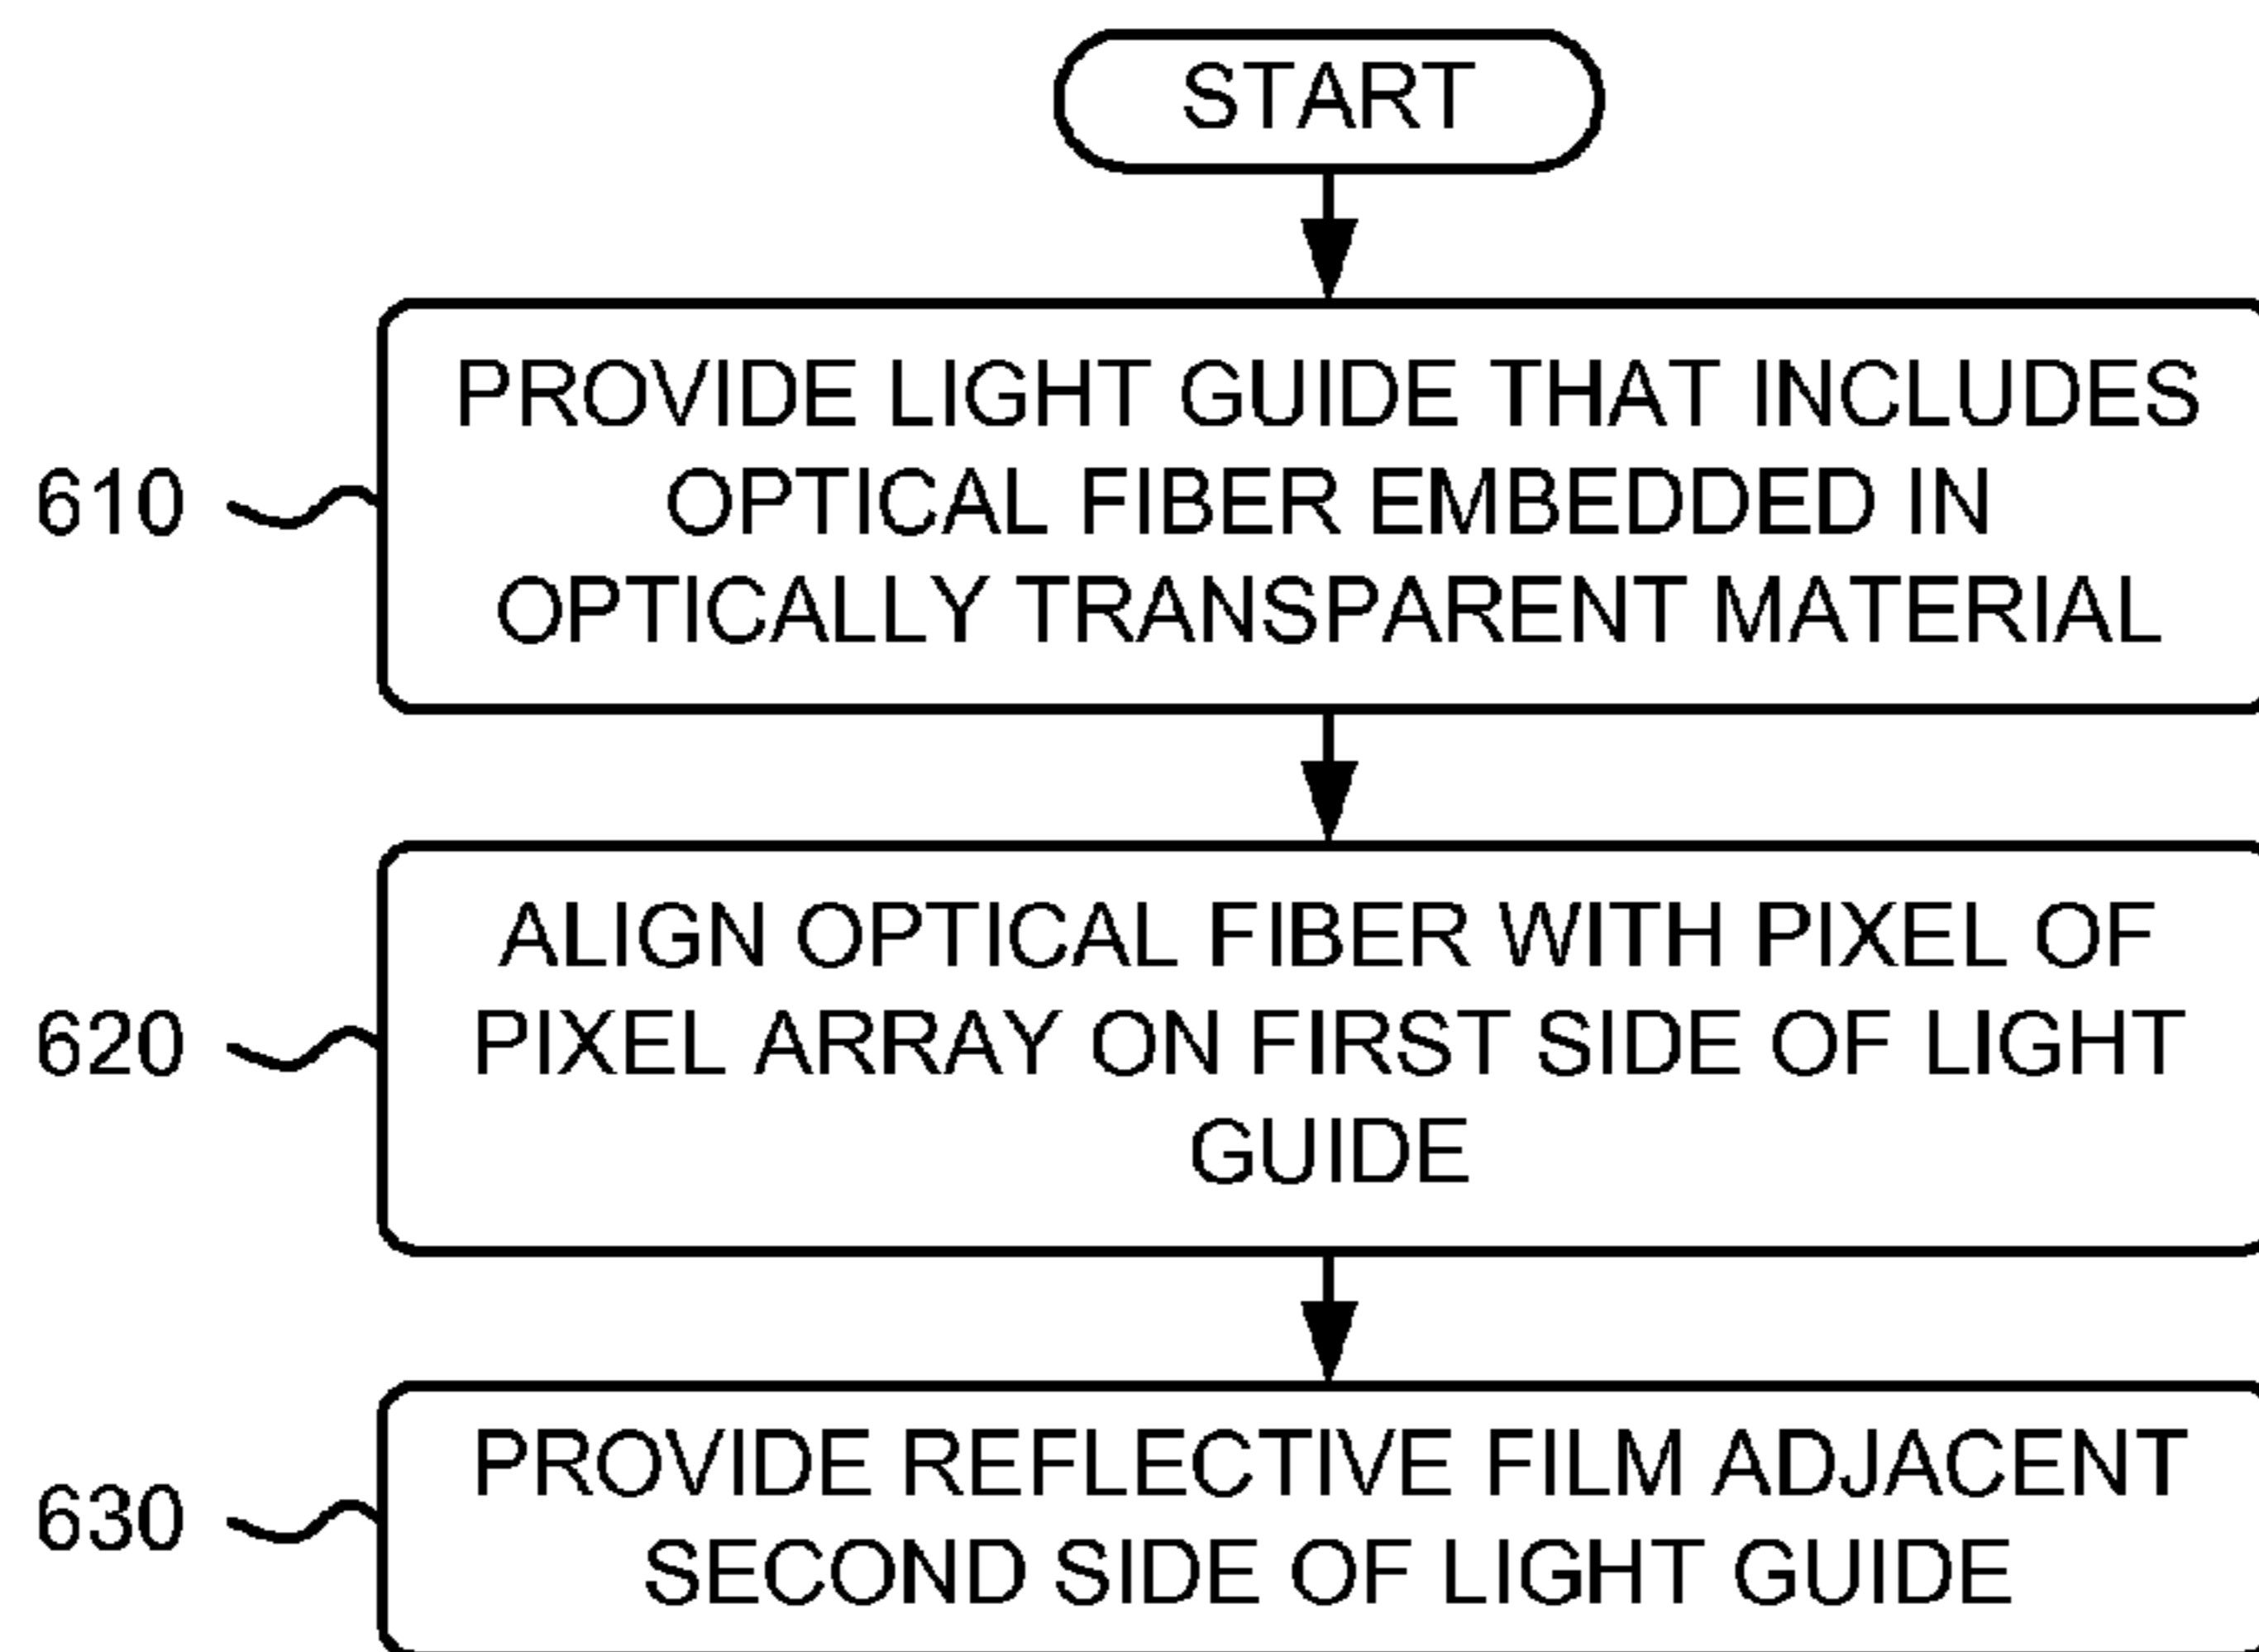 START
PROVIDE LIGHT GUIDE THAT INCLUDES
OPTICAL FIBER EMBEDDED IN
OPTICALLY TRANSPARENT MATERIAL
610
ALIGN OPTICAL FIBER WITH PIXEL OF
PIXEL ARRAY ON FIRST SIDE OF LIGHT
GUIDE
620
PROVIDE REFLECTIVE FILM ADJACENT
SECOND SIDE OF LIGHT GUIDE
630